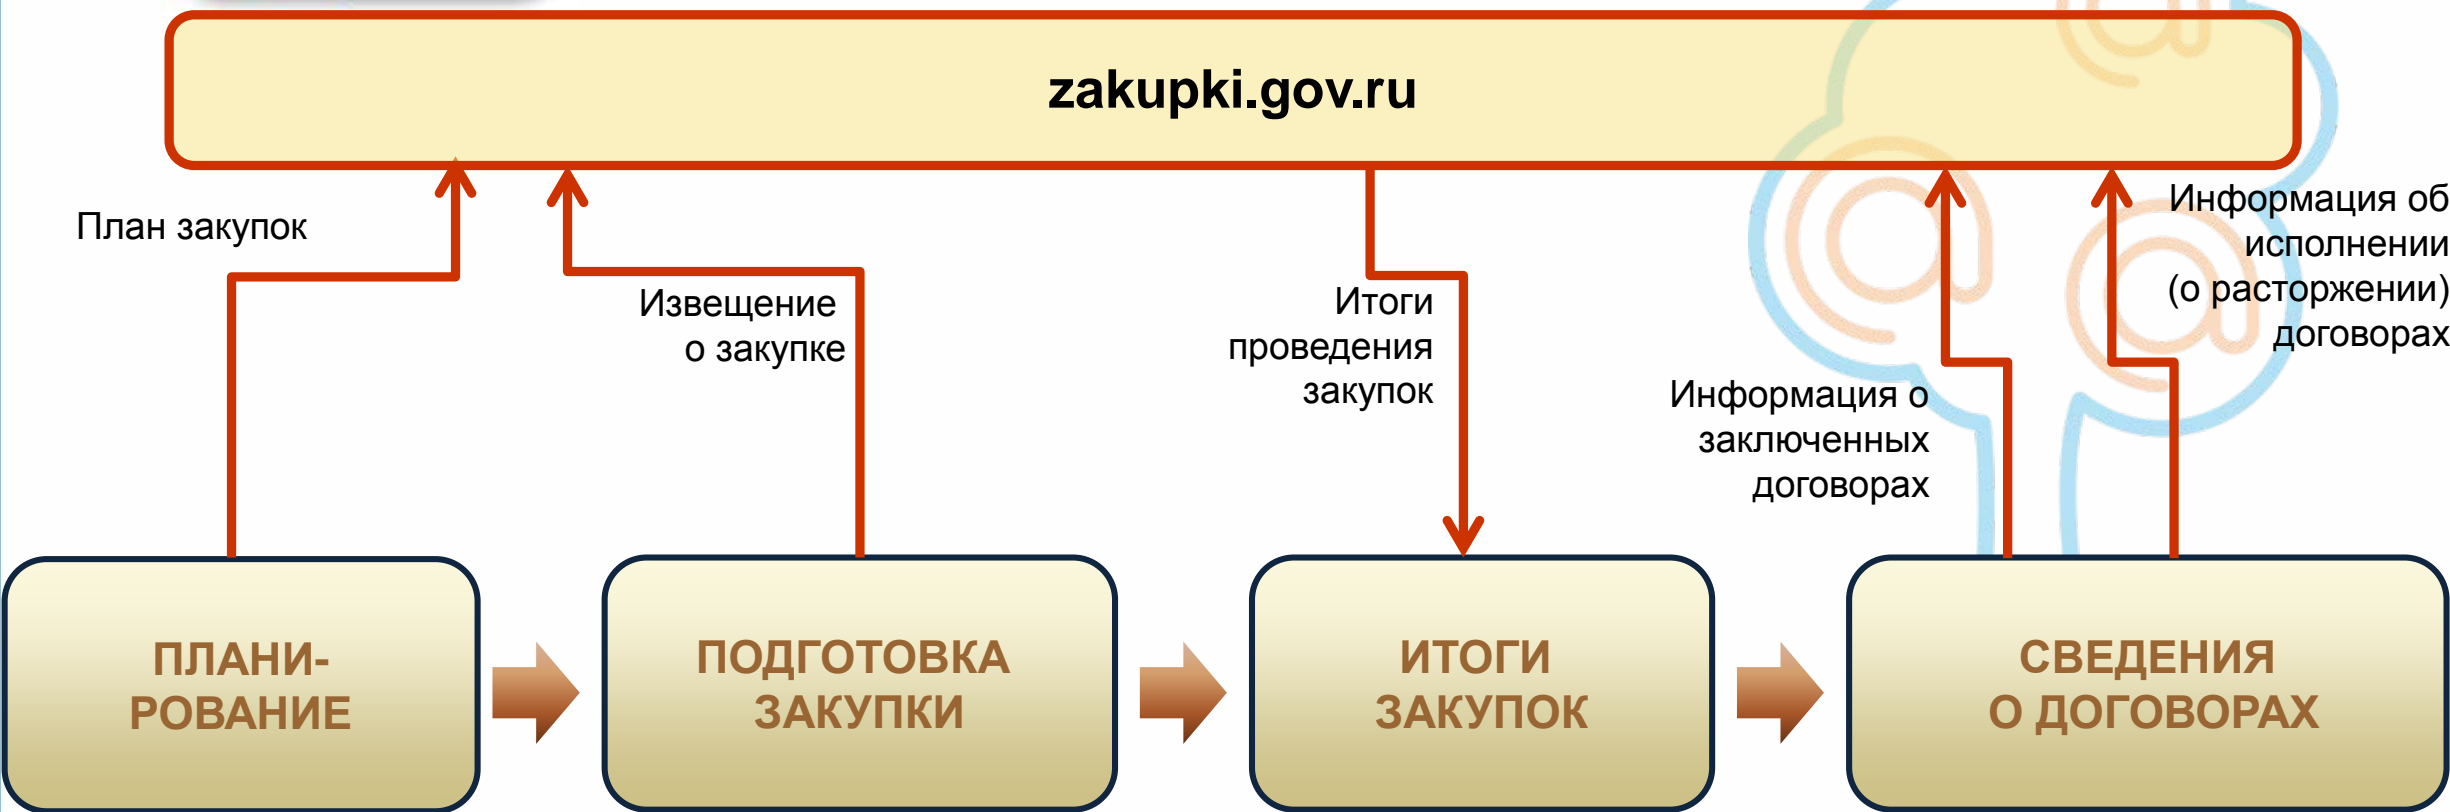 zakupki.gov.ru
План закупок
Извещение
о закупке
Итоги
проведения
закупок
Информация о
заключенных
договорах
Информация об
исполнении
(о расторжении)
договорах
ПЛАНИ-
РОВАНИЕ
ПОДГОТОВКА
ЗАКУПКИ
ИТОГИ
ЗАКУПОК
СВЕДЕНИЯ
О ДОГОВОРАХ